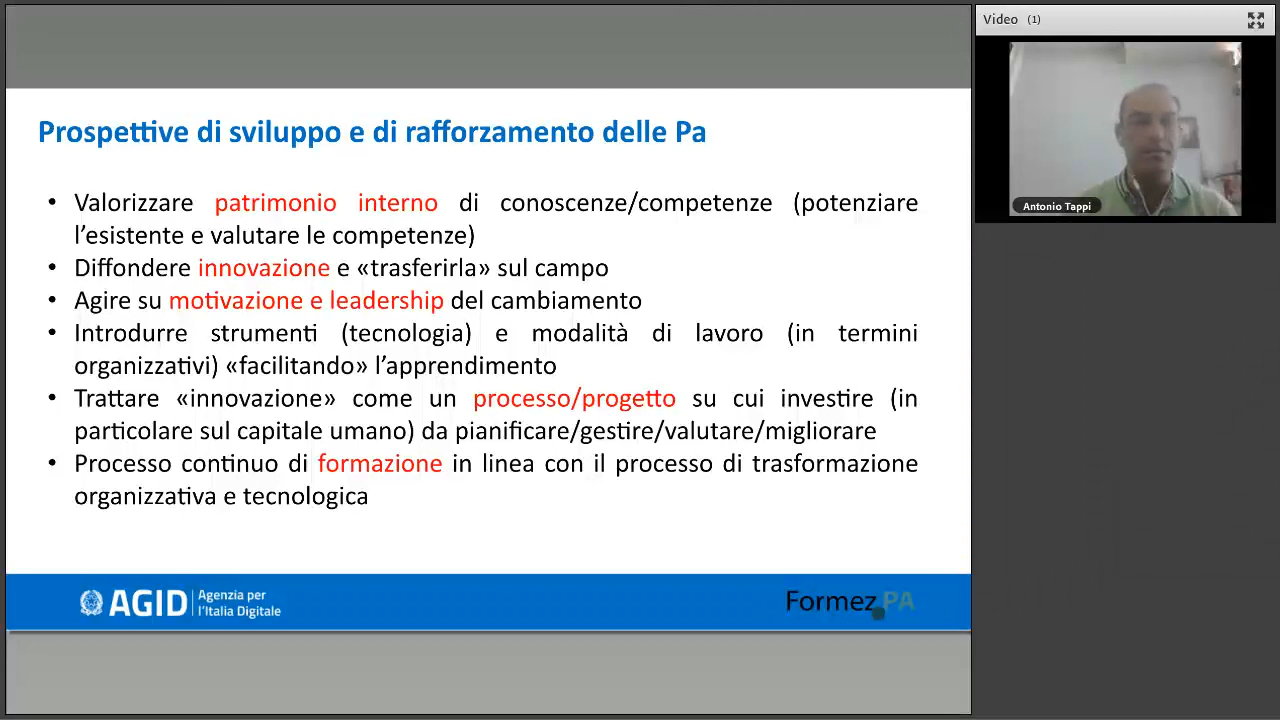 Video (1)
Antonio Tappi
Prospettive di sviluppo e di rafforzamento delle Pa
• Valorizzare patrimonio interno di conoscenze/competenze (potenziare
l’esistente e valutare le competenze)
• Diffondere innovazione e «trasferirla» sul campo
• Agire su motivazione e leadership del cambiamento
• Introdurre strumenti (tecnologia) e modalità di lavoro (in termini
organizzativi) «facilitando» l’apprendimento
• Trattare «innovazione» come un processo/progetto su cui investire (in
particolare sul capitale umano) da pianificare/gestire/valutare/migliorare
• Processo continuo di formazione in linea con il processo di trasformazione
organizzativa e tecnologica
AGID Agenzia per
l’Italia Digitale
Formez PA